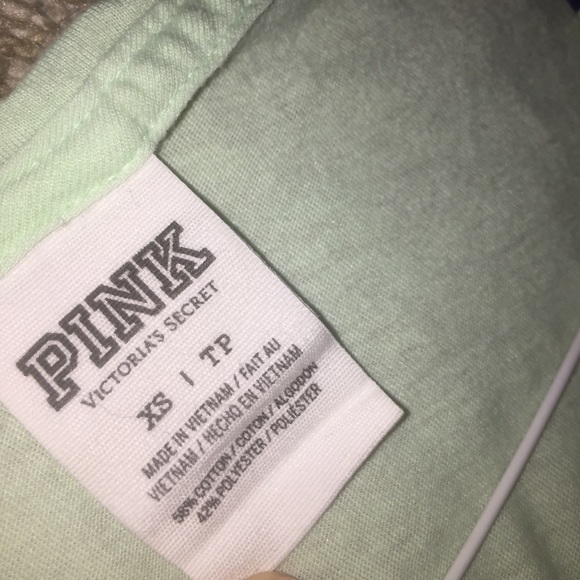 PINK
VICTORIA'S SECRET
XS | TP
MADE IN VIETNAM / FAIT AU
VIETNAM / HECHO EN VIETNAM
58% COTTON / COTON / ALGODON
42% POLYESTER / POLIÉSTER